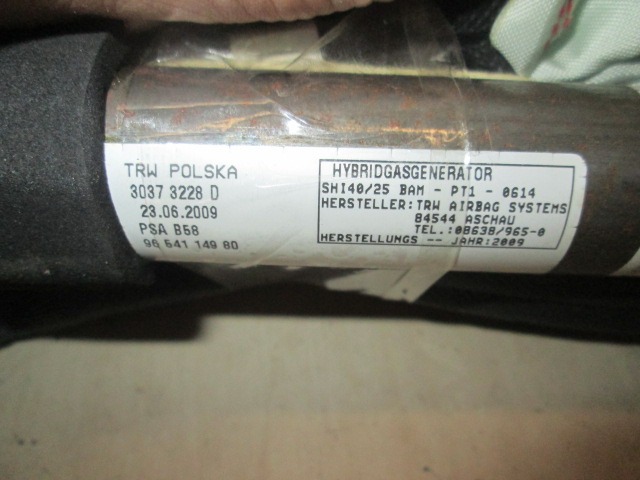 TRW POLSKA
3037 3228 D
23.06.2009
PSA B58
96 541 149 80
HYBRIDGASGENERATOR
SHI40/25 BAM - PT1 - 0614
HERSTELLER:TRW AIRBAG SYSTEMS
84544 ASCHAU
TEL.:08638/965-0
HERSTELLUNGS -- JAHR:2009